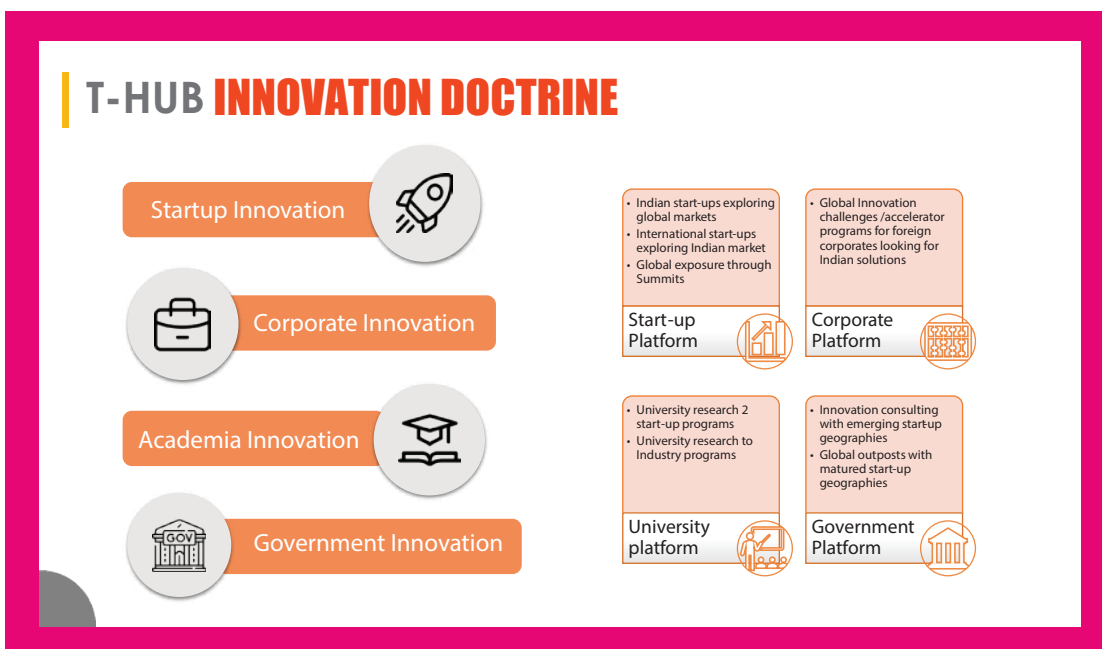 T-HUB INNOVATION DOCTRINE
Startup Innovation
Corporate Innovation
Academia Innovation
GOV
Government Innovation
• Indian start-ups exploring
global markets
• International start-ups
exploring Indian market
• Global exposure through
Summits
Start-up
Platform
• Global Innovation
challenges /accelerator
programs for foreign
corporates looking for
Indian solutions
Corporate
Platform
• University research 2
start-up programs
• University research to
Industry programs
University
platform
• Innovation consulting
with emerging start-up
geographies
• Global outposts with
matured start-up
geographies
Government
Platform